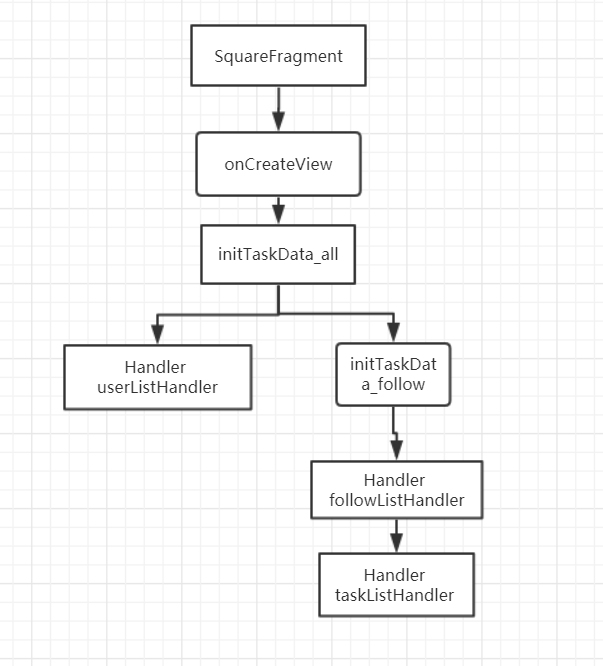 SquareFragment
onCreateView
initTaskData_all
Handler
userListHandler
initTaskDat
a_follow
Handler
followListHandler
Handler
taskListHandler